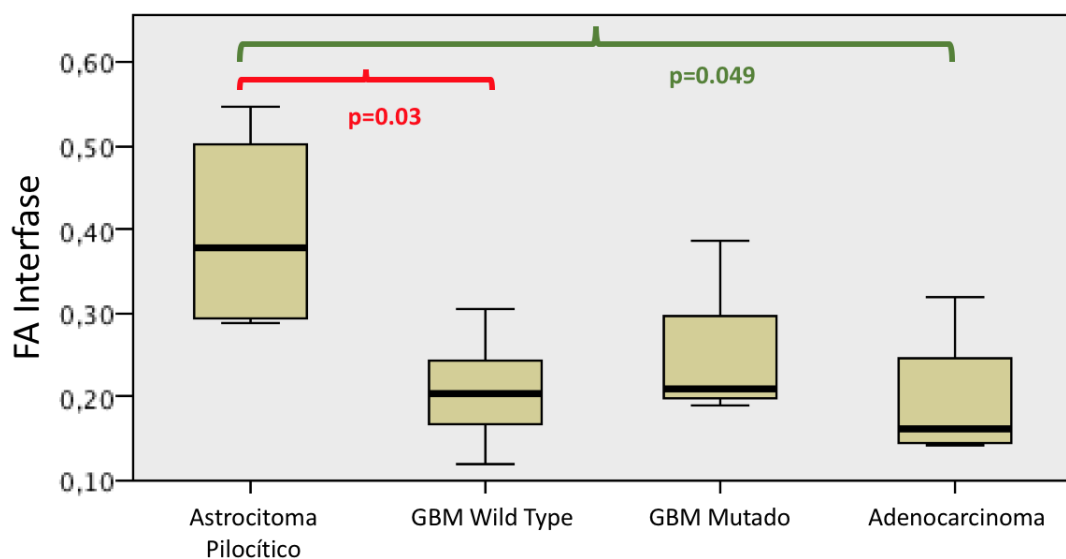 0,60
p=0.049
p=0.03
0,50
0,40
FA Interfase
0,30
0,20
0,10
Astrocitoma
Pilocítico
GBM Wild Type
GBM Mutado
Adenocarcinoma